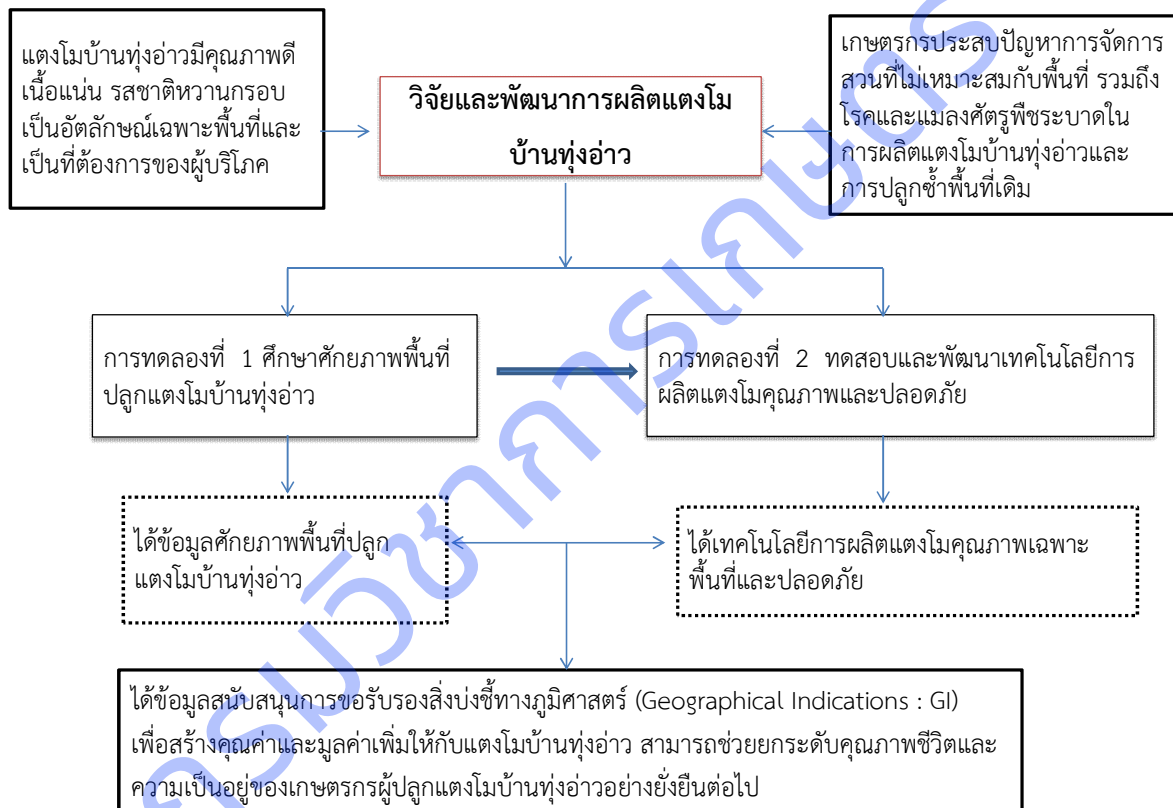 แตงโมบ้านทุ่งอ่าวมีคุณภาพดี
เนื้อแน่น รสชาติหวานกรอบ
เป็นอัตลักษณ์เฉพาะพื้นที่และ
เป็นที่ต้องการของผู้บริโภค
วิจัยและพัฒนาการผลิตแตงโม
บ้านทุ่งอ่าว
เกษตรกรประสบปัญหาการจัดการ
สวนที่ไม่เหมาะสมกับพื้นที่ รวมถึง
โรคและแมลงศัตรูพืชระบาดใน
การผลิตแตงโมบ้านทุ่งอ่าวและ
การปลูกซ้ำพื้นที่เดิม
การทดลองที่ 1 ศึกษาศักยภาพพื้นที่
ปลูกแตงโมบ้านทุ่งอ่าว
การทดลองที่ 2 ทดสอบและพัฒนาเทคโนโลยีการ
ผลิตแตงโมคุณภาพและปลอดภัย
ได้ข้อมูลศักยภาพพื้นที่ปลูก
แตงโมบ้านทุ่งอ่าว
ได้เทคโนโลยีการผลิตแตงโมคุณภาพเฉพาะ
พื้นที่และปลอดภัย
ได้ข้อมูลสนับสนุนการขอรับรองสิ่งบ่งชี้ทางภูมิศาสตร์ (Geographical Indications : GI)
เพื่อสร้างคุณค่าและมูลค่าเพิ่มให้กับแตงโมบ้านทุ่งอ่าว สามารถช่วยยกระดับคุณภาพชีวิตและ
ความเป็นอยู่ของเกษตรกรผู้ปลูกแตงโมบ้านทุ่งอ่าวอย่างยั่งยืนต่อไป
กรมวิชาการเกษตร